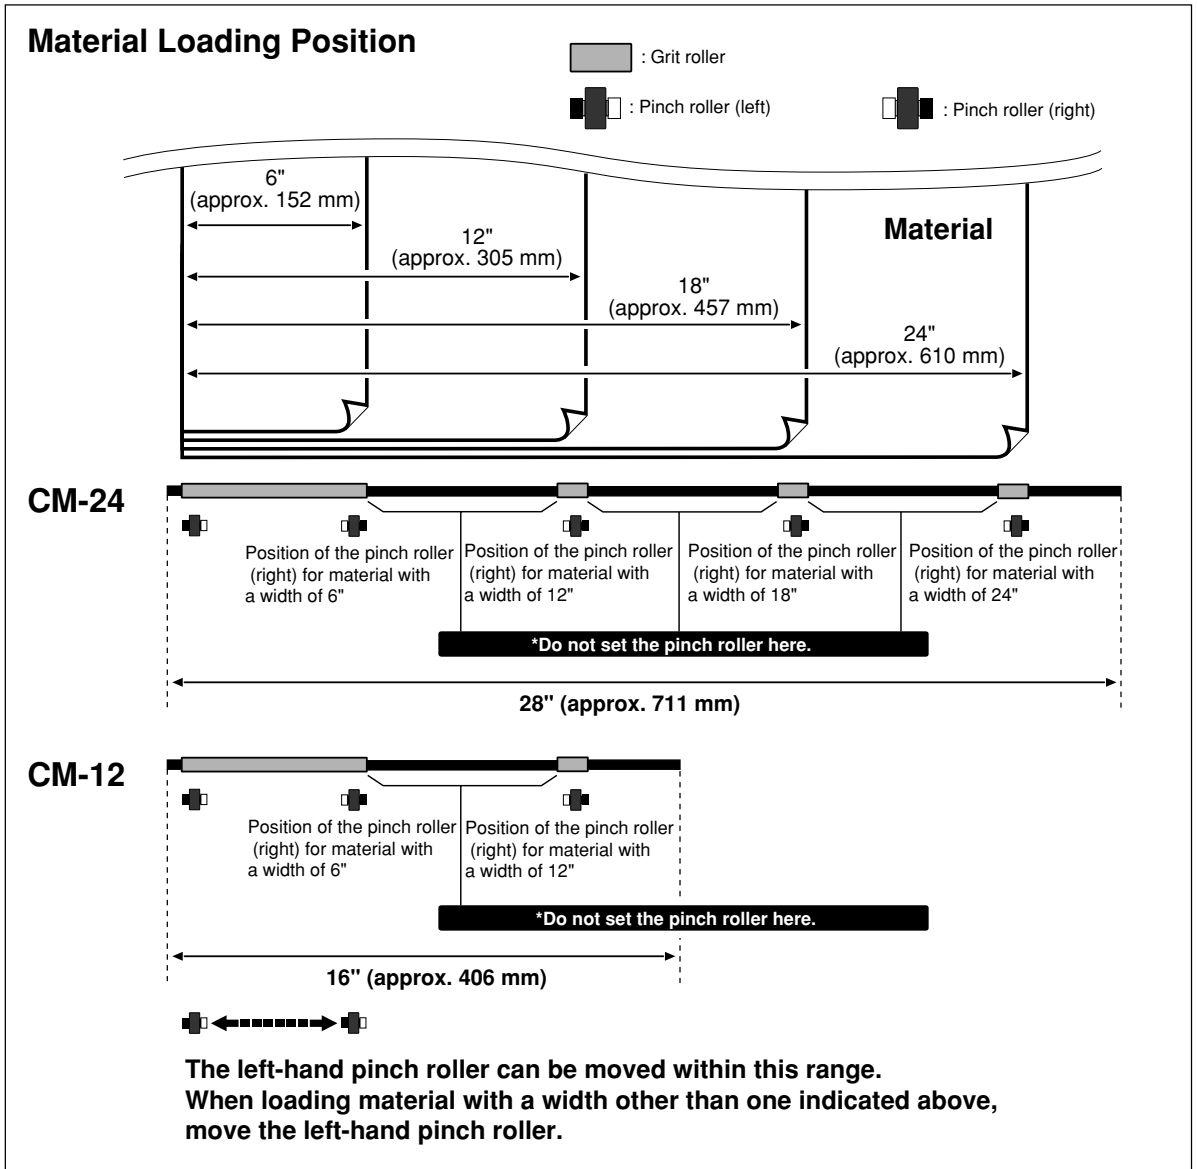 Material Loading Position
: Grit roller
: Pinch roller (left)
: Pinch roller (right)
6"
(approx. 152 mm)
12"
(approx. 305 mm)
18"
(approx. 457 mm)
24"
(approx. 610 mm)
Material
CM-24
Position of the pinch roller
(right) for material with
a width of 6"
Position of the pinch roller
(right) for material with
a width of 12"
Position of the pinch roller
(right) for material with
a width of 18"
Position of the pinch roller
(right) for material with
a width of 24"
*Do not set the pinch roller here.
28" (approx. 711 mm)
CM-12
Position of the pinch roller
(right) for material with
a width of 6"
Position of the pinch roller
(right) for material with
a width of 12"
*Do not set the pinch roller here.
16" (approx. 406 mm)
The left-hand pinch roller can be moved within this range.
When loading material with a width other than one indicated above,
move the left-hand pinch roller.